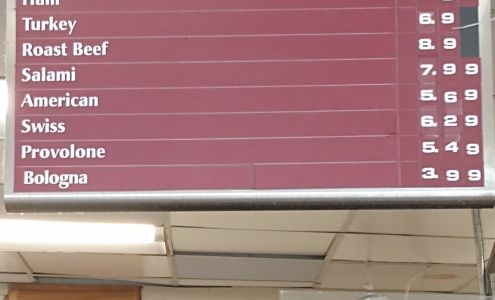 Ham
Turkey 6.9
Roast Beef 8.9
Salami 7.99
American 5.69
Swiss 6.29
Provolone 5.49
Bologna 3.99